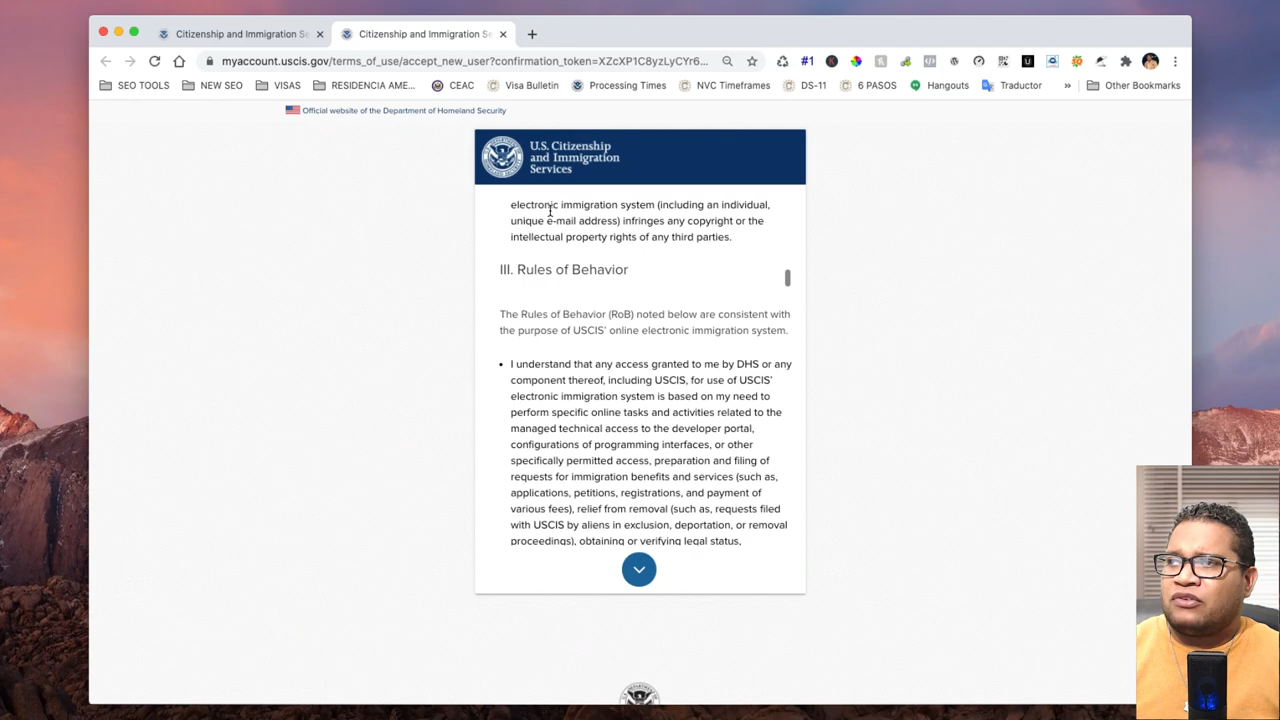 Citizenship and Immigration Se
Citizenship and Immigration Se
myaccount.uscis.gov/terms_of_use/accept_new_user?confirmation_token=XZcXP1C8yzLyCYr6...
#1
SEO TOOLS
NEW SEO
VISAS
RESIDENCIA AME...
CEAC
Visa Bulletin
Processing Times
NVC Timeframes
DS-11
6 PASOS
Hangouts
Traductor
»
Other Bookmarks
Official website of the Department of Homeland Security
U.S. Citizenship
and Immigration
Services
electronic immigration system (including an individual,
unique e-mail address) infringes any copyright or the
intellectual property rights of any third parties.
III. Rules of Behavior
The Rules of Behavior (RoB) noted below are consistent with
the purpose of USCIS' online electronic immigration system.
• I understand that any access granted to me by DHS or any
component thereof, including USCIS, for use of USCIS'
electronic immigration system is based on my need to
perform specific online tasks and activities related to the
managed technical access to the developer portal,
configurations of programming interfaces, or other
specifically permitted access, preparation and filing of
requests for immigration benefits and services (such as,
applications, petitions, registrations, and payment of
various fees), relief from removal (such as, requests filed
with USCIS by aliens in exclusion, deportation, or removal
proceedings), obtaining or verifying legal status,